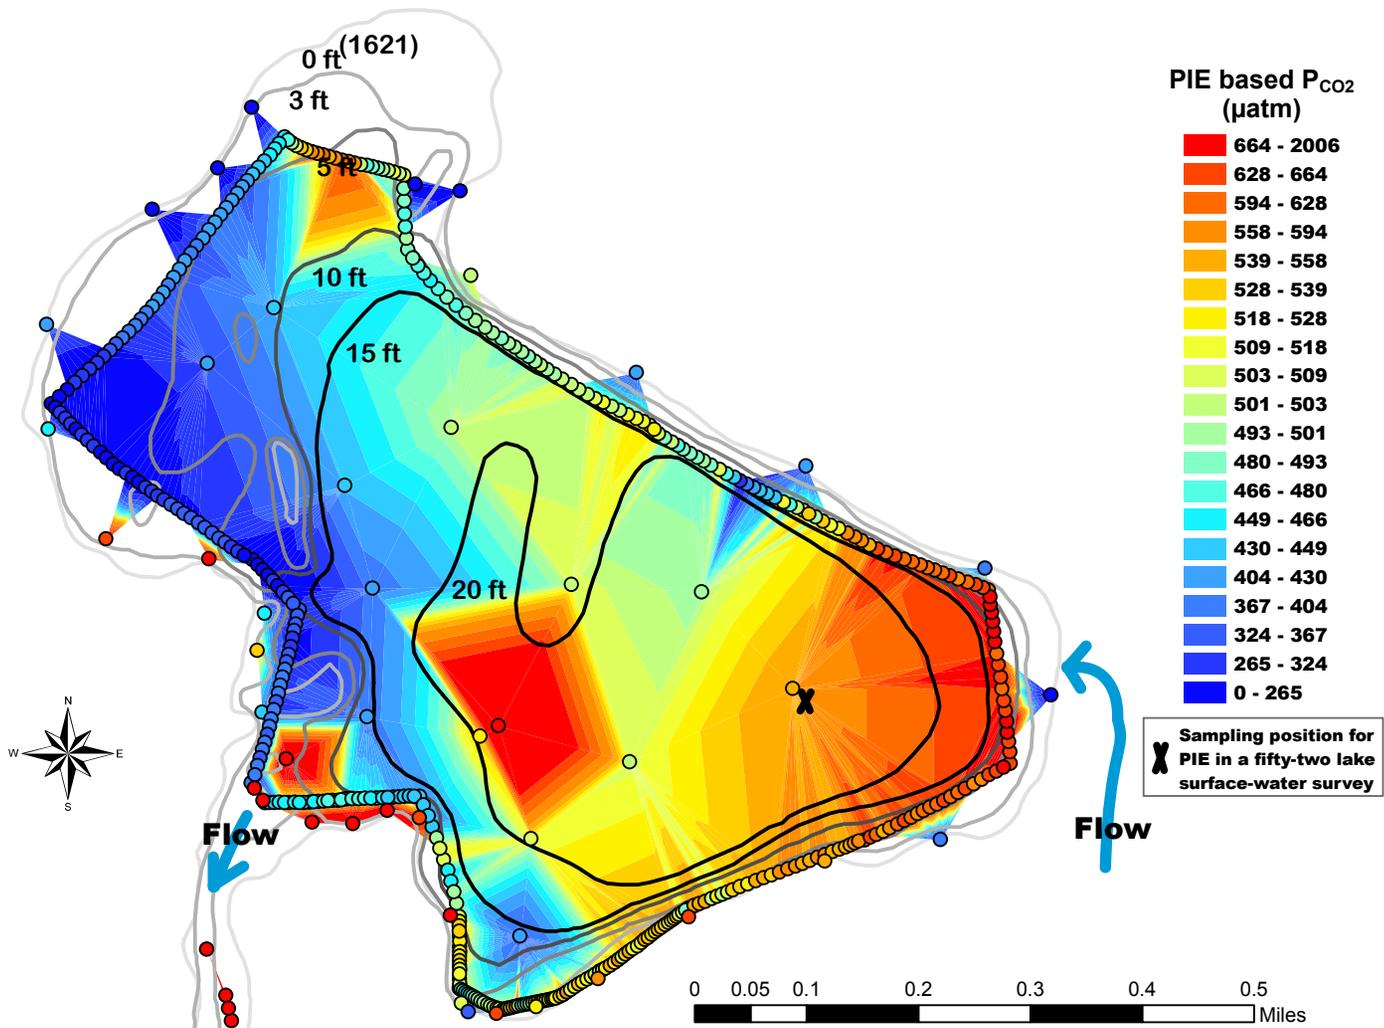 0 ft (1621)
3 ft
5 ft
10 ft
15 ft
20 ft
PIE based P_CO2
(µatm)
664 - 2006
628 - 664
594 - 628
558 - 594
539 - 558
528 - 539
518 - 528
509 - 518
503 - 509
501 - 503
493 - 501
480 - 493
466 - 480
449 - 466
430 - 449
404 - 430
367 - 404
324 - 367
265 - 324
0 - 265
X Sampling position for
PIE in a fifty-two lake
surface-water survey
X
N
W E
S
Flow
Flow
0 0.05 0.1 0.2 0.3 0.4 0.5
Miles